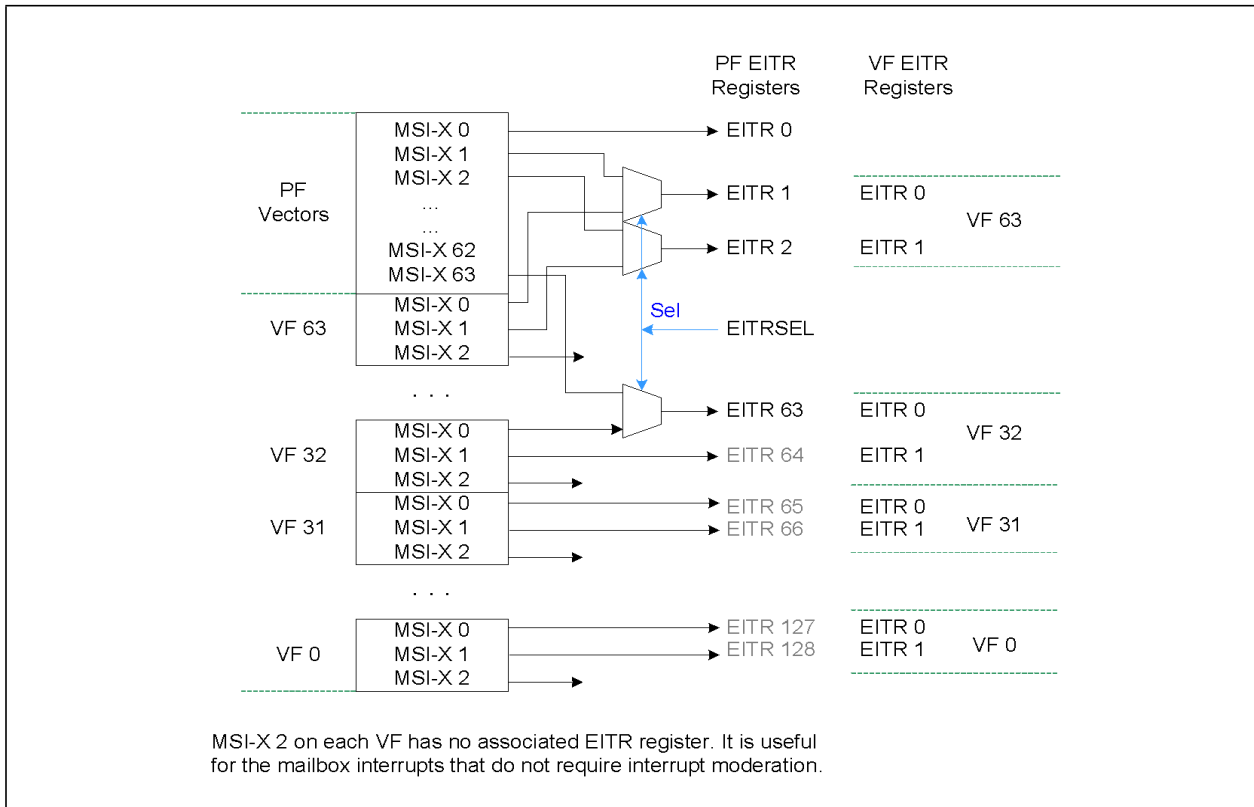 PF EITR
Registers
VF EITR
Registers
PF
Vectors
MSI-X 0
MSI-X 1
MSI-X 2
...
...
MSI-X 62
MSI-X 63
EITR 0
EITR 1
EITR 2
EITR 0
EITR 1
VF 63
VF 63
MSI-X 0
MSI-X 1
MSI-X 2
Sel
EITRSEL
. . .
VF 32
MSI-X 0
MSI-X 1
MSI-X 2
EITR 63
EITR 64
EITR 0
EITR 1
VF 32
VF 31
MSI-X 0
MSI-X 1
MSI-X 2
EITR 65
EITR 66
EITR 0
EITR 1
VF 31
. . .
VF 0
MSI-X 0
MSI-X 1
MSI-X 2
EITR 127
EITR 128
EITR 0
EITR 1
VF 0
MSI-X 2 on each VF has no associated EITR register. It is useful
for the mailbox interrupts that do not require interrupt moderation.